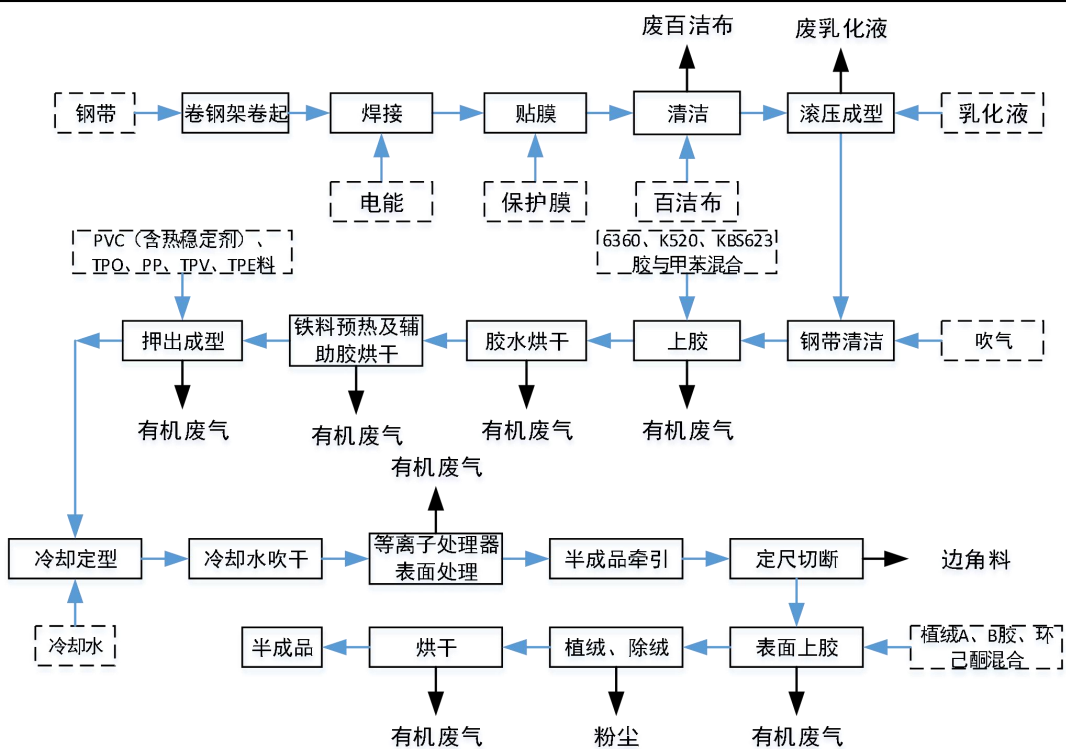 废百洁布
废乳化液
钢带
卷钢架卷起
焊接
贴膜
清洁
滚压成型
乳化液
电能
保护膜
百洁布
PVC（含热稳定剂）、
TPO、PP、TPV、TPE料
6360、K520、KBS623
胶与甲苯混合
押出成型
铁料预热及辅
助胶烘干
胶水烘干
上胶
钢带清洁
吹气
有机废气
有机废气
有机废气
有机废气
有机废气
冷却定型
冷却水吹干
等离子处理器
表面处理
半成品牵引
定尺切断
边角料
冷却水
半成品
烘干
植绒、除绒
表面上胶
植绒A、B胶、环
己酮混合
有机废气
粉尘
有机废气